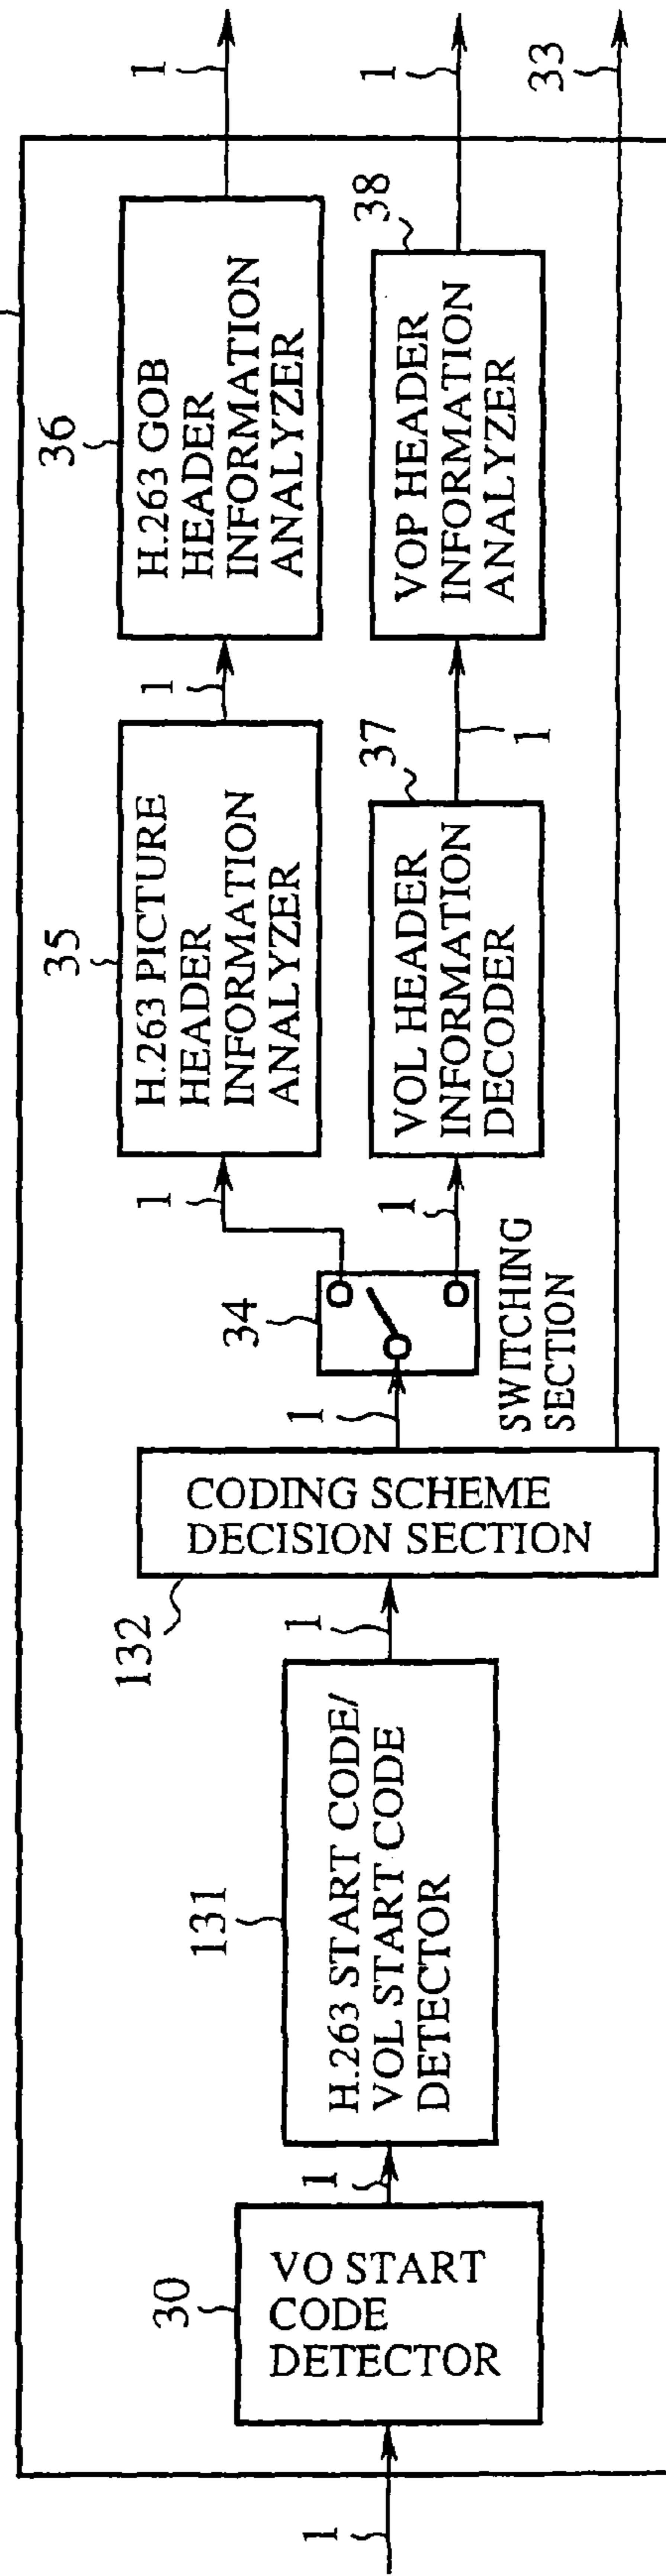 1
30
VO START
CODE
DETECTOR
1
131
H.263 START CODE/
VOL START CODE
DETECTOR
1
132
CODING SCHEME
DECISION SECTION
1
34
SWITCHING
SECTION
1
35
H.263 PICTURE
HEADER
INFORMATION
ANALYZER
1
36
H.263 GOB
HEADER
INFORMATION
ANALYZER
1
1
37
VOL HEADER
INFORMATION
DECODER
1
38
VOP HEADER
INFORMATION
ANALYZER
1
33